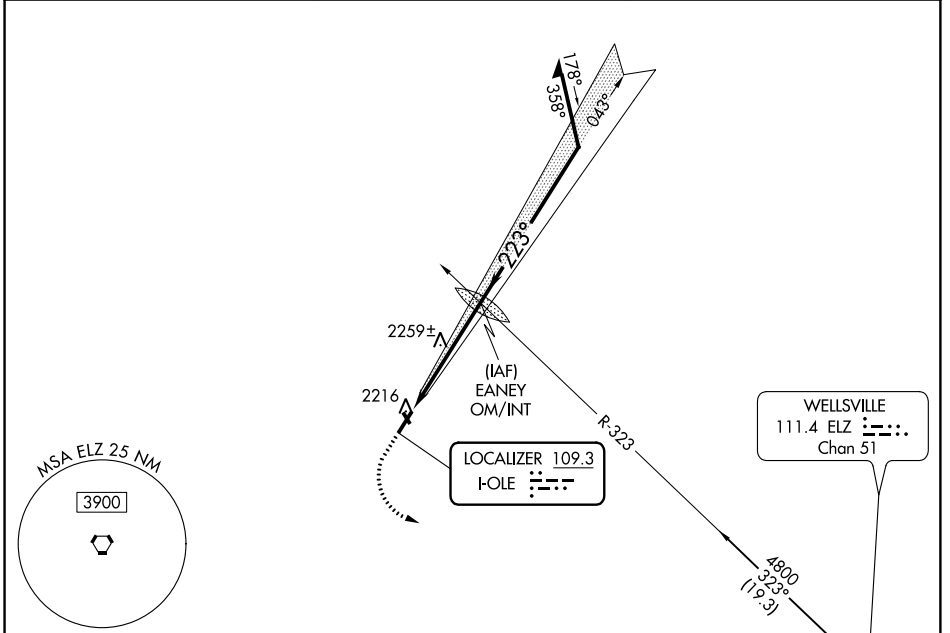 178°
358°
043°
223°
2259±
(IAF)
EANEY
OM/INT
2216
R-323
WELLSVILLE
111.4 ELZ
Chan 51
LOCALIZER 109.3
I-OLE
MSA ELZ 25 NM
3900
4800
323°
(19.3)